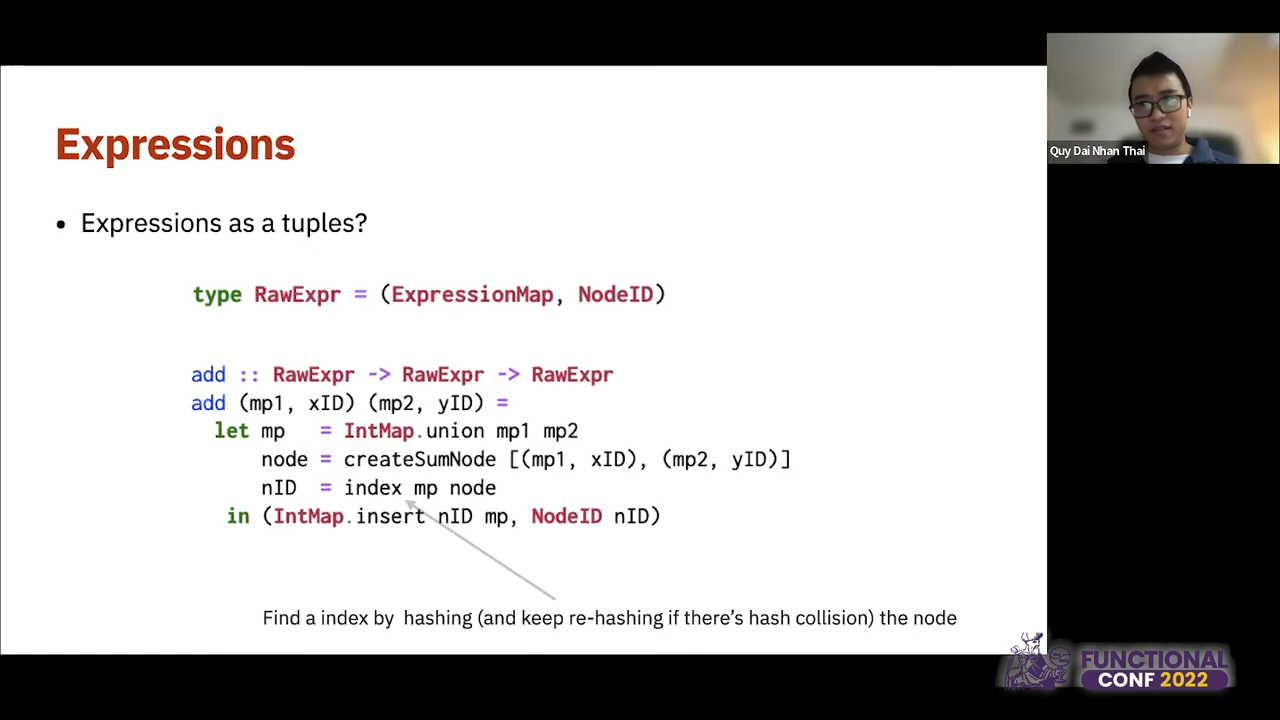 Expressions
• Expressions as a tuples?
type RawExpr = (ExpressionMap, NodeID)
add :: RawExpr -> RawExpr -> RawExpr
add (mp1, xID) (mp2, yID) =
let mp = IntMap.union mp1 mp2
node = createSumNode [(mp1, xID), (mp2, yID)]
nID = index mp node
in (IntMap.insert nID mp, NodeID nID)
Find a index by hashing (and keep re-hashing if there's hash collision) the node
Quy Dai Nhan Thai
FUNCTIONAL
CONF 2022